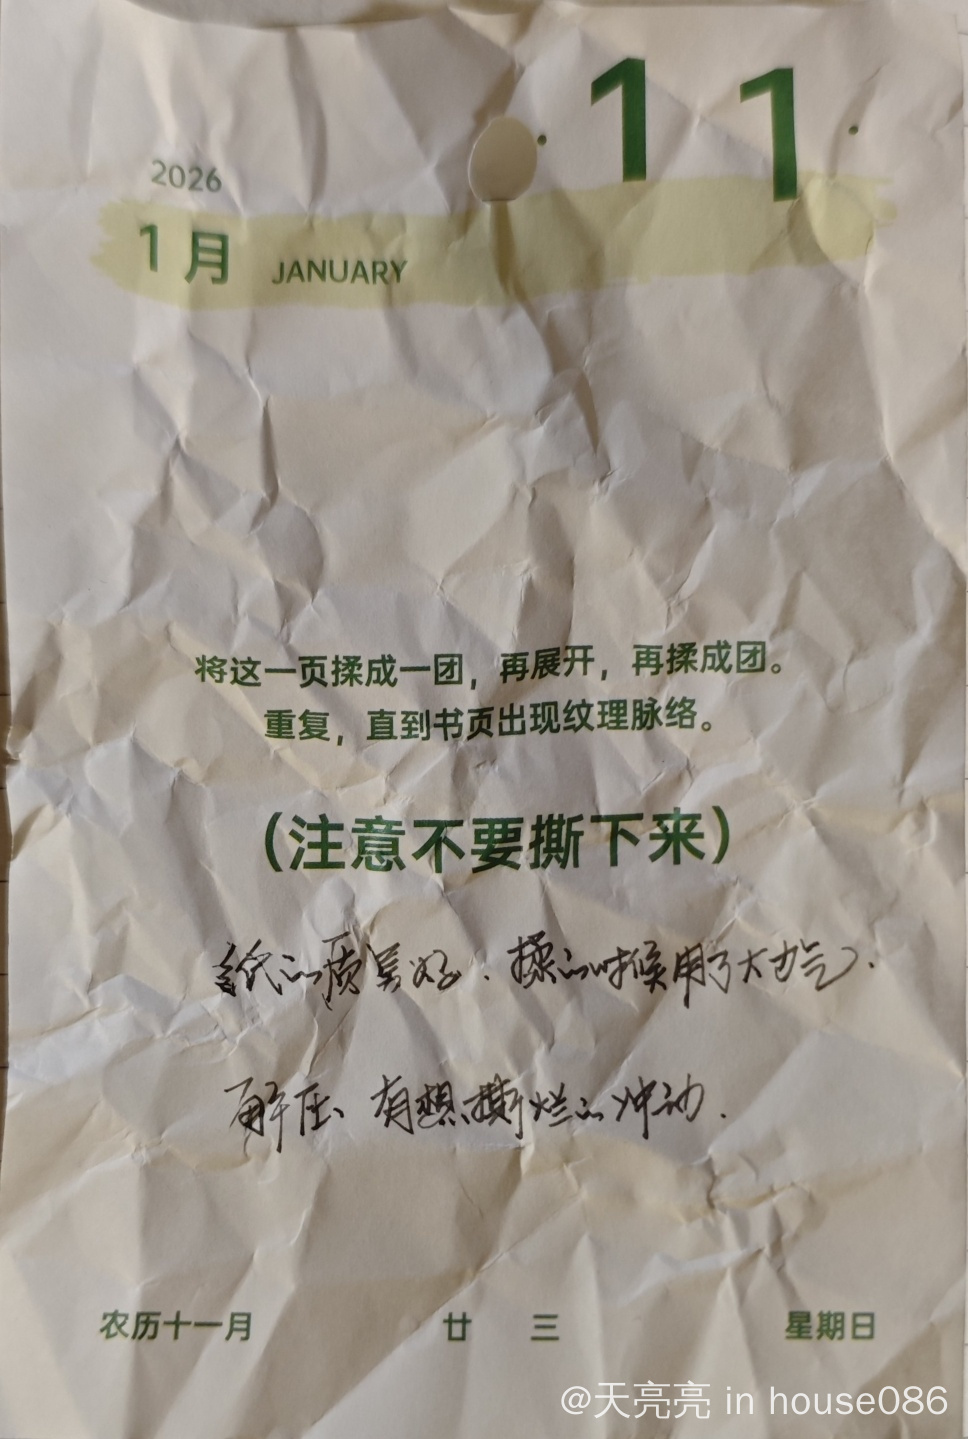 2026
1月 JANUARY
· 11 ·
将这一页揉成一团，再展开，再揉成团。
重复，直到书页出现纹理脉络。
（注意不要撕下来）
纸的质量好．揉的时候用了大力气．
解压、有想撕烂的冲动．
农历十一月 廿三 星期日
@天亮亮 in house086